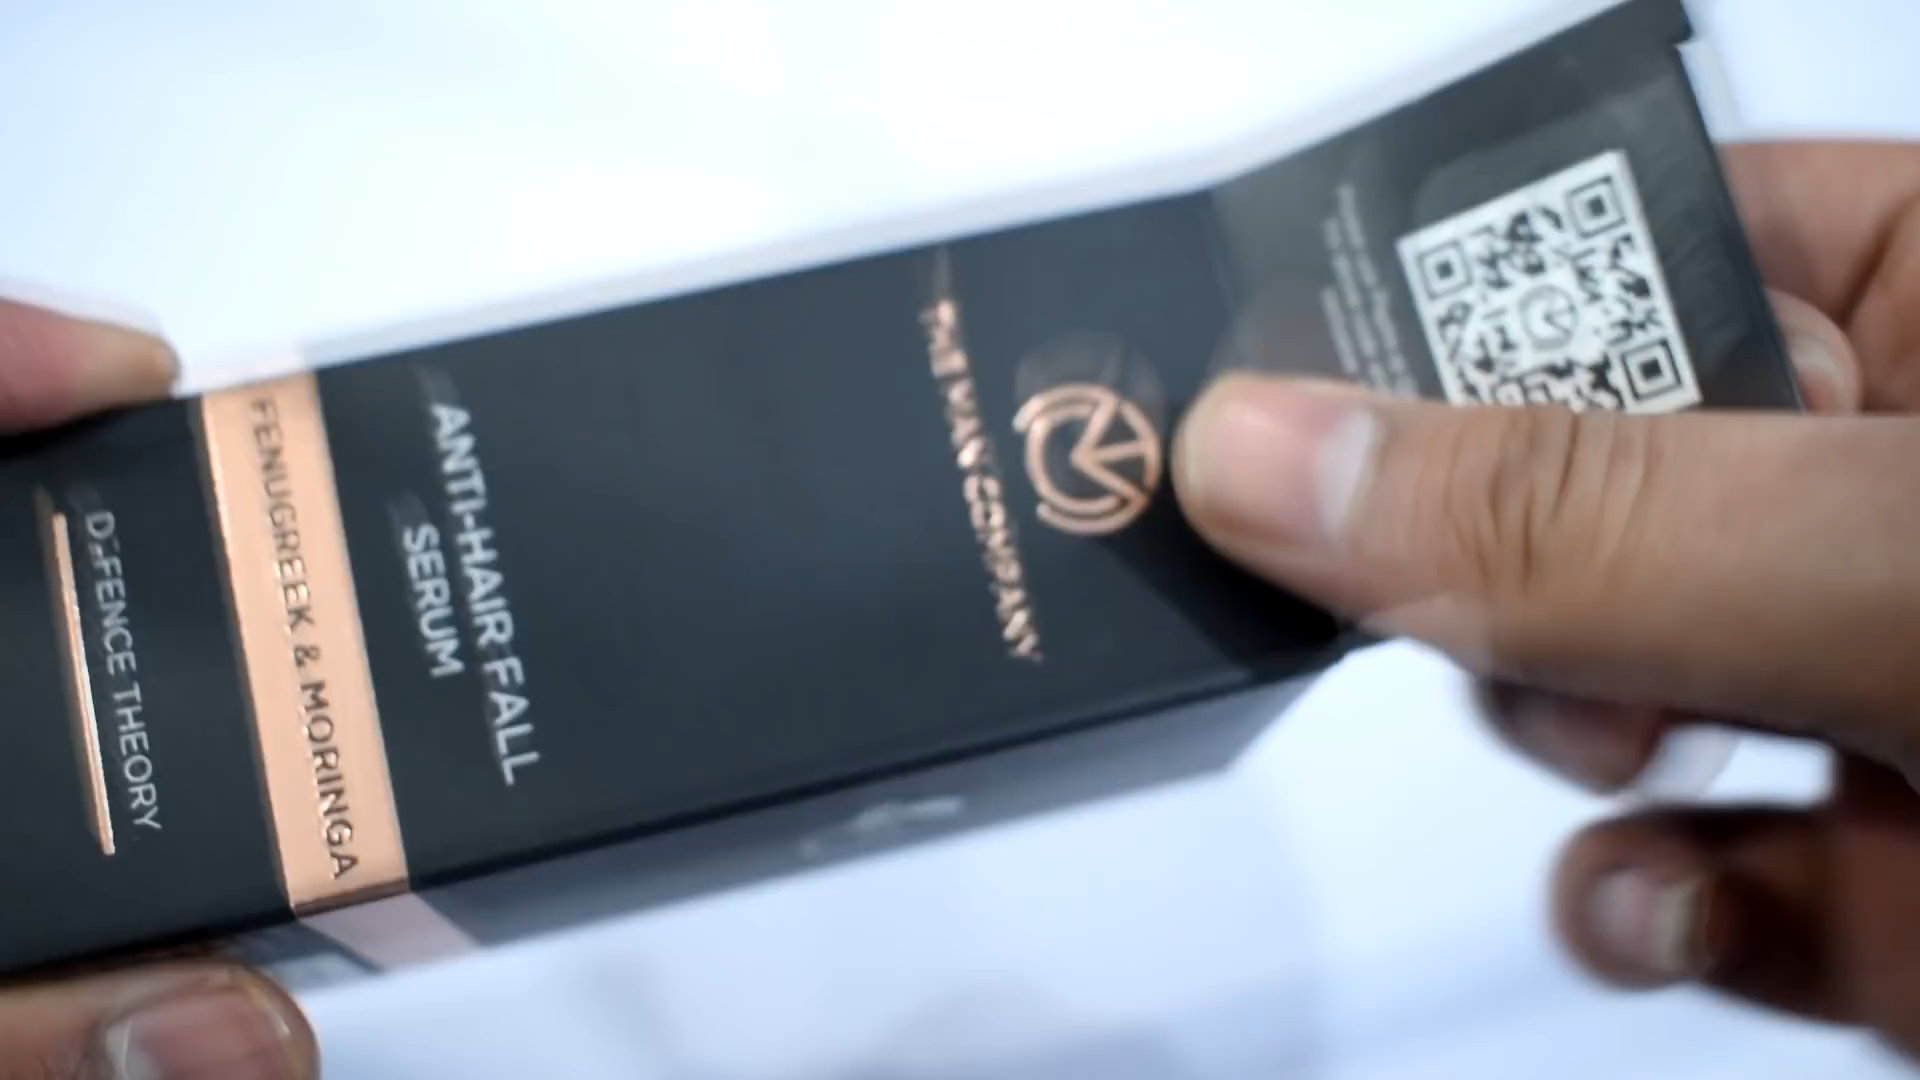 THE MAN COMPANY
ANTI-HAIR FALL
SERUM
FENUGREEK & MORINGA
DEFENCE THEORY